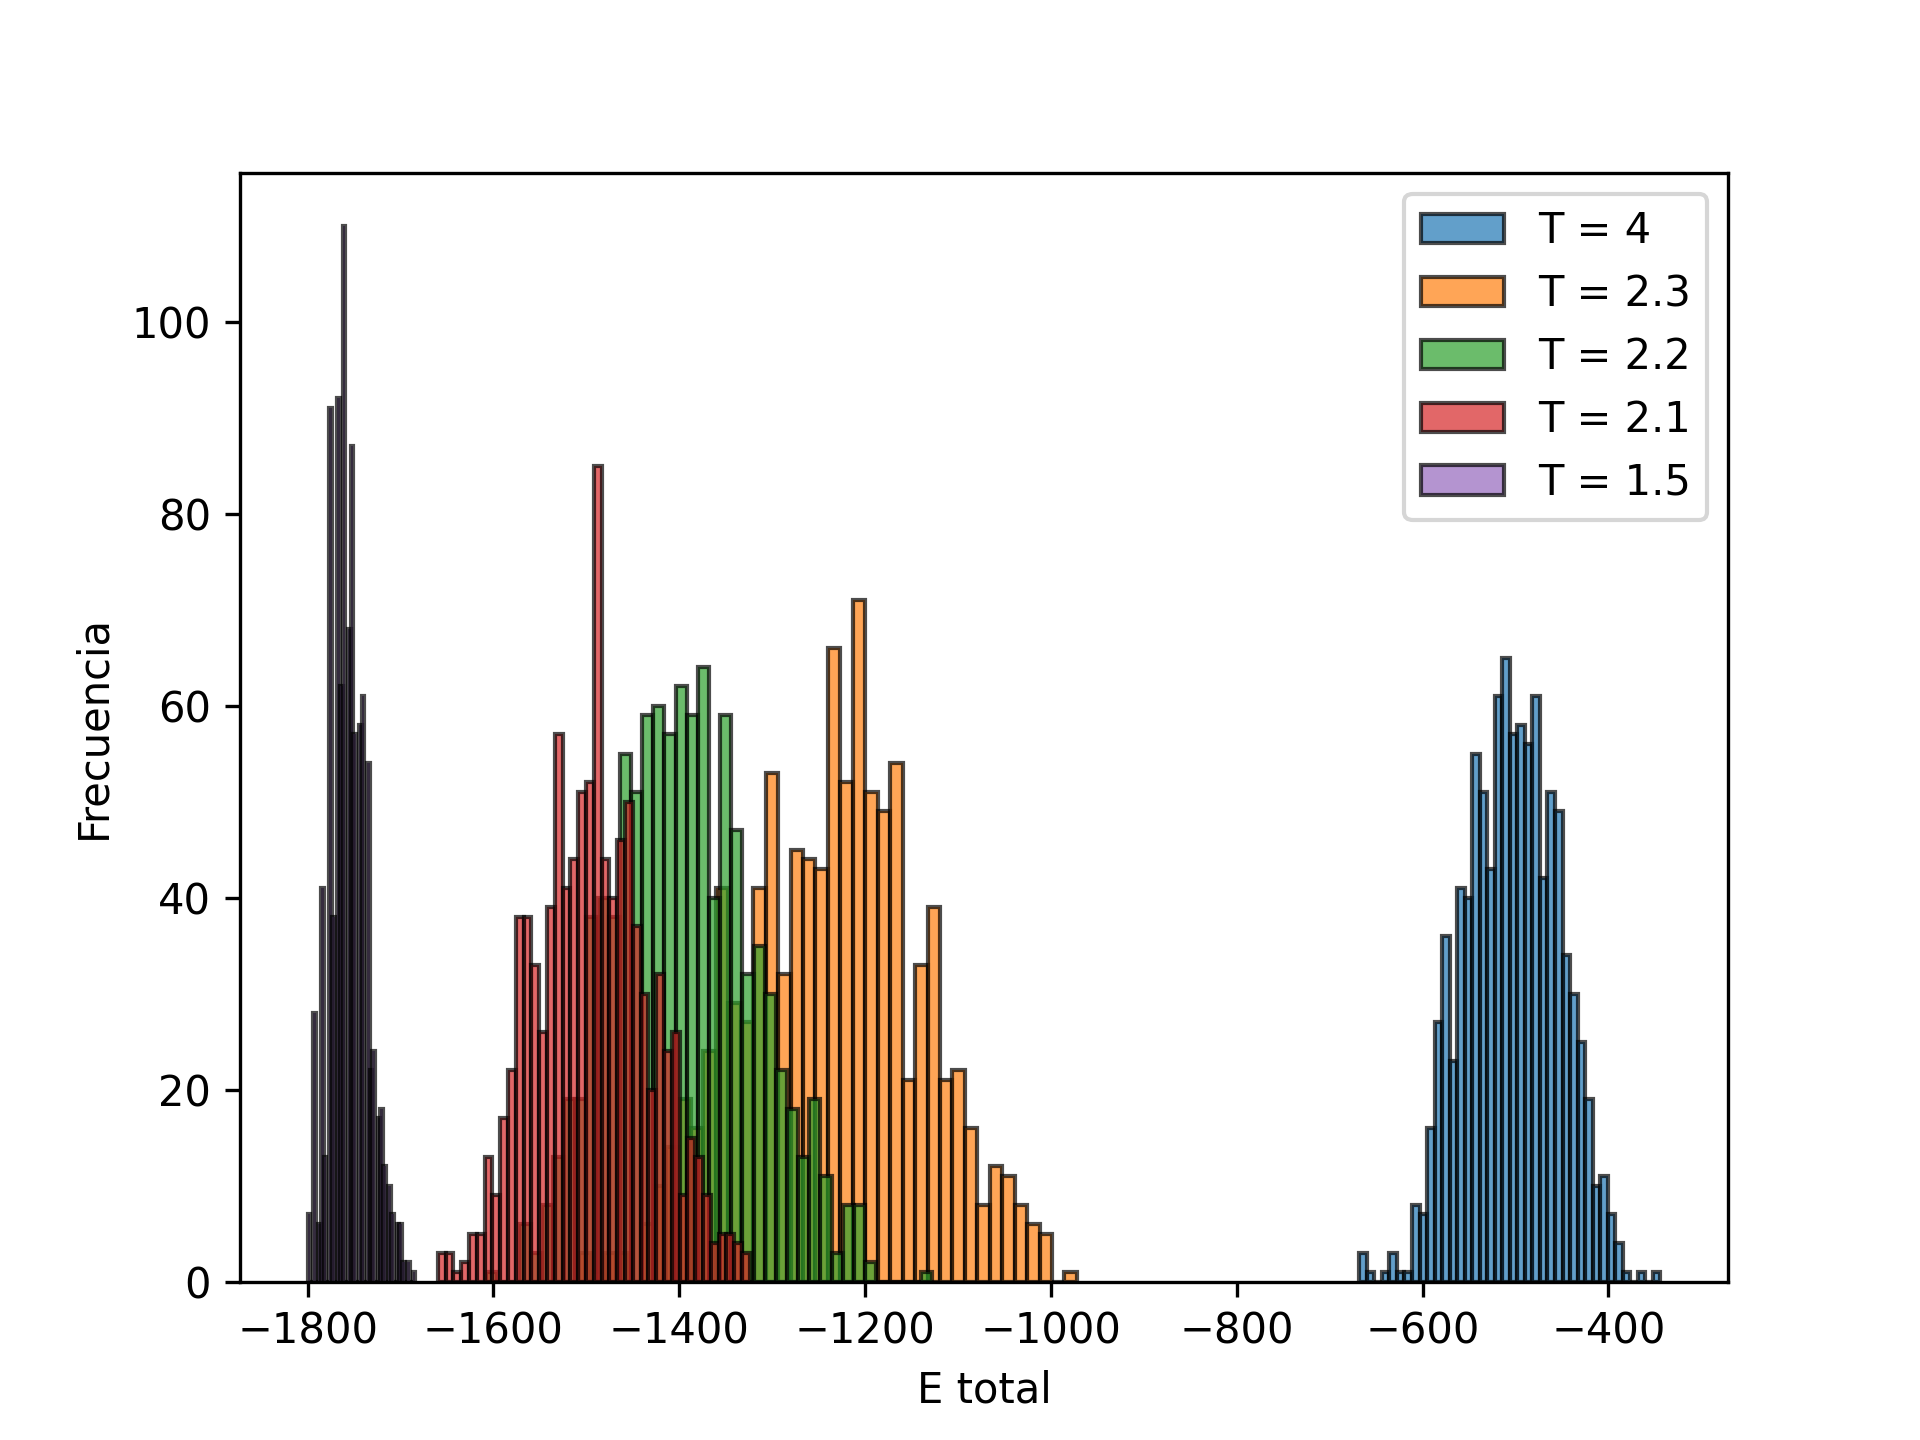 T = 4
T = 2.3
T = 2.2
T = 2.1
T = 1.5
100
80
60
40
20
0
Frecuencia
−1800 −1600 −1400 −1200 −1000 −800 −600 −400
E total